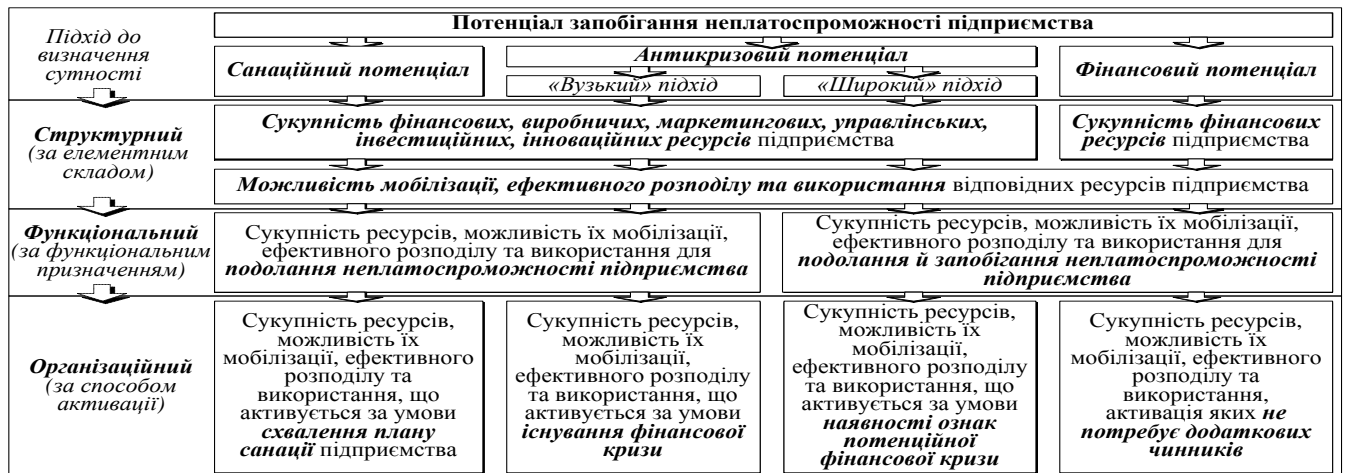 Потенціал запобігання неплатоспроможності підприємства
Підхід до
визначення
сутності
Санаційний потенціал
Антикризовий потенціал
«Вузький» підхід
«Широкий» підхід
Фінансовий потенціал
Структурний
(за елементним
складом)
Сукупність фінансових, виробничих, маркетингових, управлінських,
інвестиційних, інноваційних ресурсів підприємства
Сукупність фінансових
ресурсів підприємства
Можливість мобілізації, ефективного розподілу та використання відповідних ресурсів підприємства
Функціональний
(за функціональним
призначенням)
Сукупність ресурсів, можливість їх мобілізації,
ефективного розподілу та використання для
подолання неплатоспроможності підприємства
Сукупність ресурсів, можливість їх мобілізації,
ефективного розподілу та використання для
подолання й запобігання неплатоспроможності
підприємства
Організаційний
(за способом
активації)
Сукупність ресурсів,
можливість їх
мобілізації, ефективного
розподілу та
використання, що
активується за умови
схвалення плану
санації підприємства
Сукупність ресурсів,
можливість їх
мобілізації,
ефективного розподілу
та використання, що
активується за умови
існування фінансової
кризи
Сукупність ресурсів,
можливість їх
мобілізації,
ефективного розподілу
та використання, що
активується за умови
наявності ознак
потенційної
фінансової кризи
Сукупність ресурсів,
можливість їх
мобілізації, ефективного
розподілу та
використання,
активація яких не
потребує додаткових
чинників